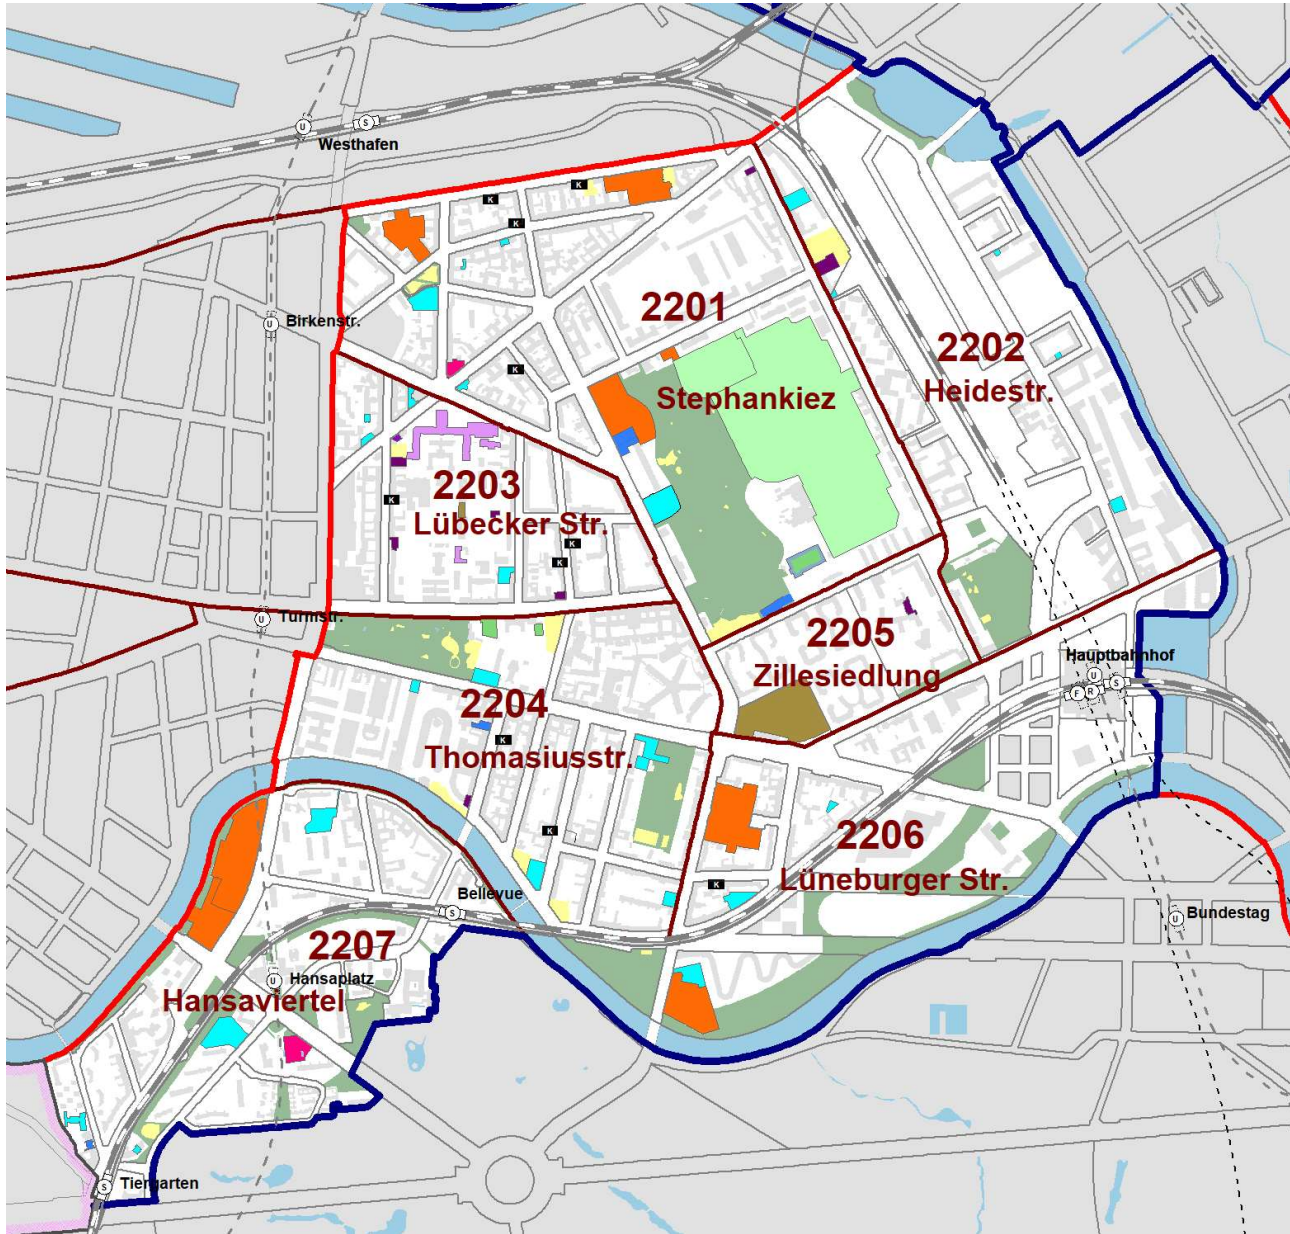 U
S
Westhafen
K
K
K
2201
U
Birkenstr.
2202
K
Heidestr.
Stephankiez
2203
K
Lübecker Str.
K
K
U
Turmstr.
2205
Hauptbahnhof
Zillesiedlung
U
S
F
R
2204
K
Thomasiusstr.
2206
K
Lüneburger Str.
K
Bellevue
S
U
Bundestag
2207
U
Hansaplatz
Hansaviertel
S
Tiergarten